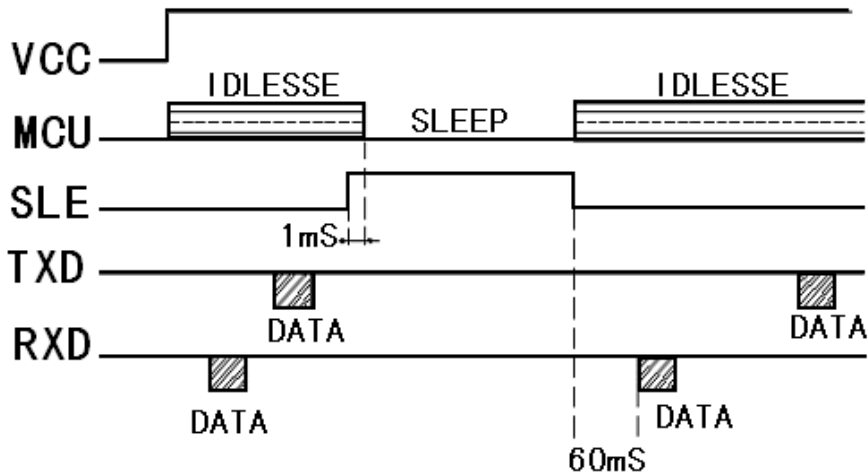 VCC
IDLESSE IDLESSE
MCU SLEEP
SLE
1mS
TXD
DATA DATA
RXD
DATA DATA
60mS